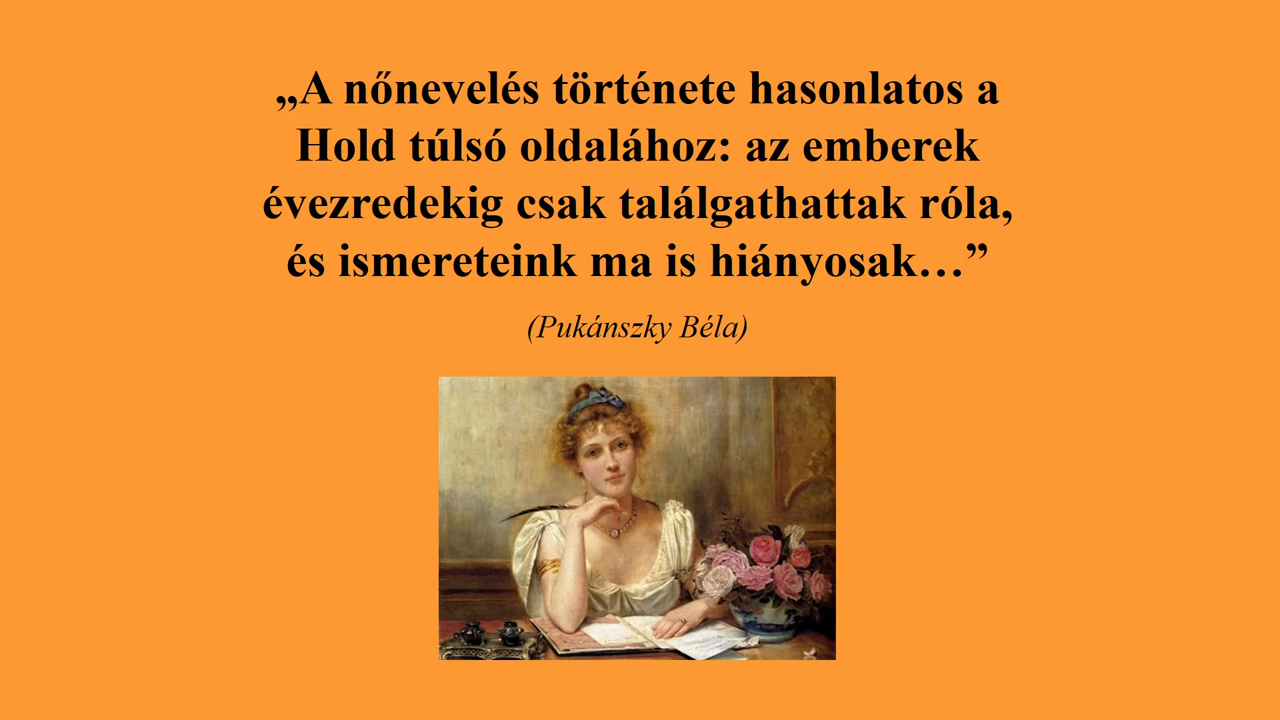 „A nőnevelés története hasonlatos a
Hold túlsó oldalához: az emberek
évezredekig csak találgathattak róla,
és ismereteink ma is hiányosak…”
(Pukánszky Béla)